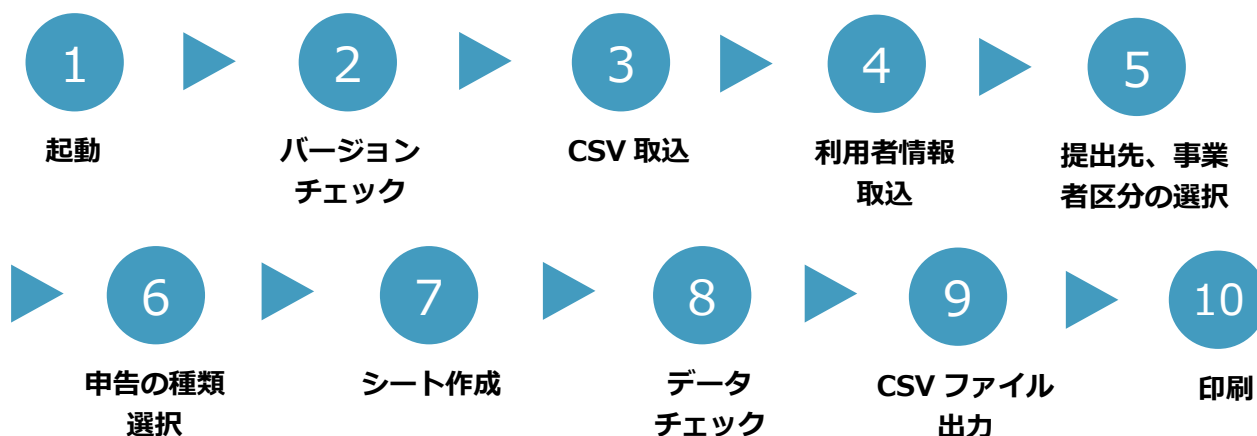 1
起動
2
バージョン
チェック
3
CSV 取込
4
利用者情報
取込
5
提出先、事業
者区分の選択
6
申告の種類
選択
7
シート作成
8
データ
チェック
9
CSV ファイル
出力
10
印刷